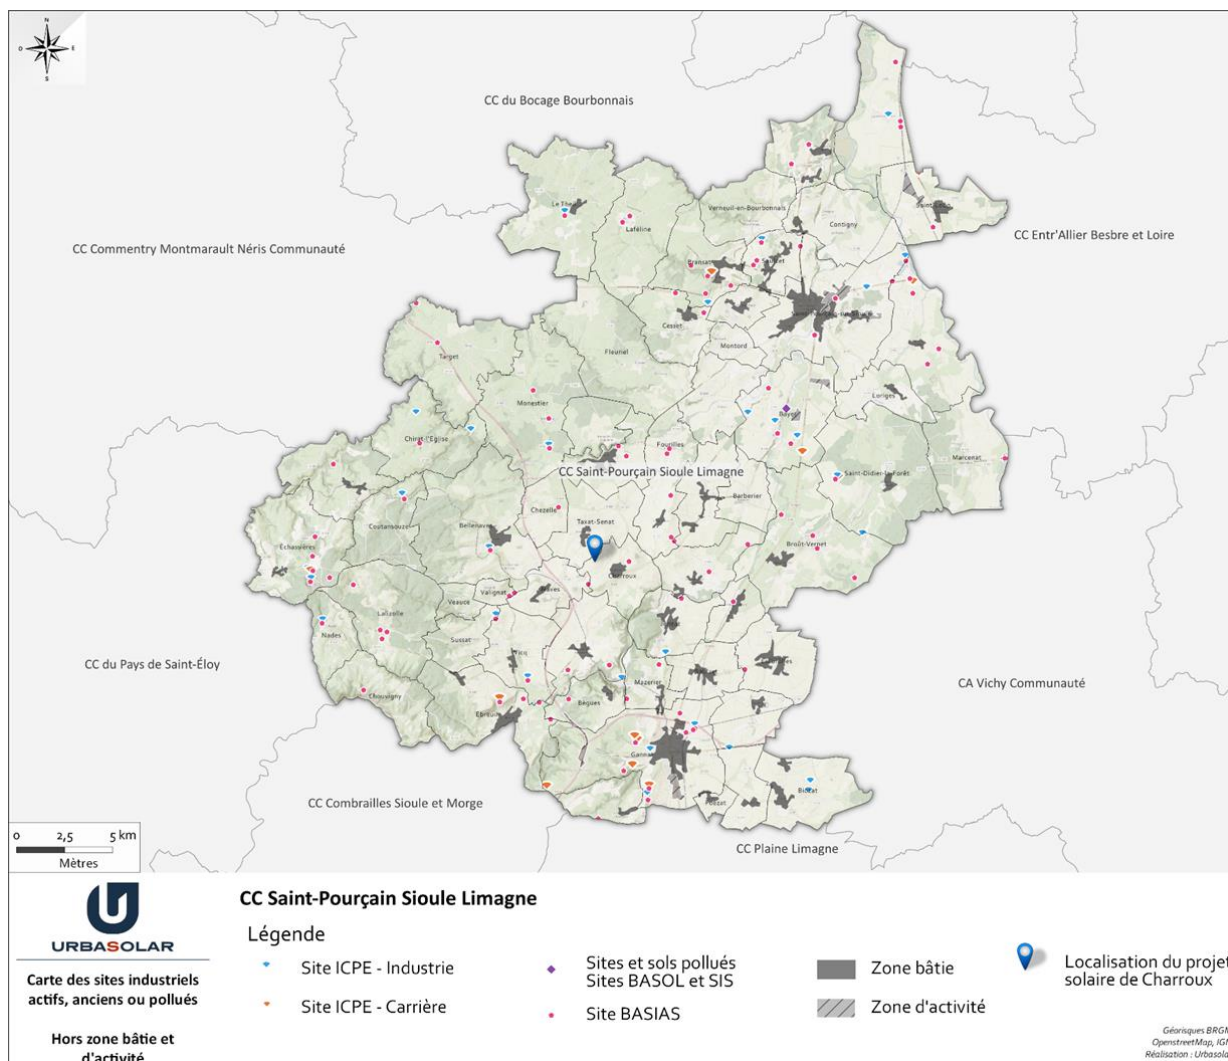 N
O
E
S
CC du Bocage Bourbonnais
CC Commentry Montmarault Néris Communauté
CC Entr'Allier Besbre et Loire
Le The
Laféline
Verneuil-en-Bourbonnais
Contigny
Bransat
Cesset
Montord
Fleuriel
Target
Monestier
Chirat-l'Église
Fourilles
Bayet
Loriges
Marcenat
Saint-Didier-la-Forêt
CC Saint-Pourçain Sioule Limagne
Barberier
Chezelle
Taxat-Senat
Bellenaves
Coutansouze
Échassières
Broût-Vernet
Charroux
Valignat
Veauce
Lalizolle
Nades
Sussat
Vicq
Chouvigny
Ébreuil
Bègues
Mazerier
Gannat
Poëzat
Biozat
CC du Pays de Saint-Éloy
CA Vichy Communauté
CC Combrailles Sioule et Morge
CC Plaine Limagne
0 2,5 5 km
Mètres
URBASOLAR
Carte des sites industriels
actifs, anciens ou pollués
Hors zone bâtie et
d'activité
CC Saint-Pourçain Sioule Limagne
Légende
Site ICPE - Industrie
Site ICPE - Carrière
Sites et sols pollués
Sites BASOL et SIS
Site BASIAS
Zone bâtie
Zone d'activité
Localisation du projet
solaire de Charroux
Géorisques BRGM
OpenstreetMap, IGN
Réalisation : Urbasolar